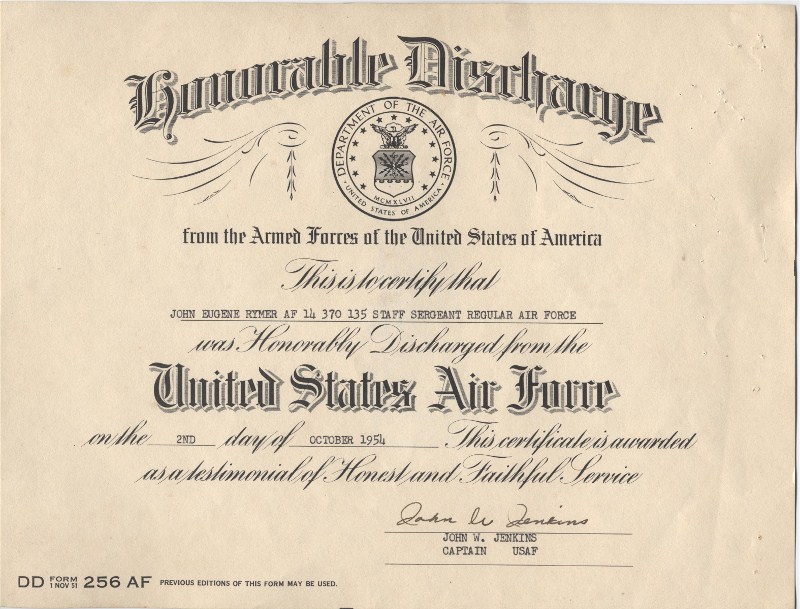 Honorable Discharge
DEPARTMENT OF THE AIR FORCE
MCMXLVII
UNITED STATES OF AMERICA
from the Armed Forces of the United States of America
This is to certify that
JOHN EUGENE RYMER AF 14 370 135 STAFF SERGEANT REGULAR AIR FORCE
was Honorably Discharged from the
United States Air Force
on the 2ND day of OCTOBER 1954 This certificate is awarded
as a testimonial of Honest and Faithful Service
John W Jenkins
JOHN W. JENKINS
CAPTAIN USAF
DD FORM 1 NOV 51 256 AF PREVIOUS EDITIONS OF THIS FORM MAY BE USED.